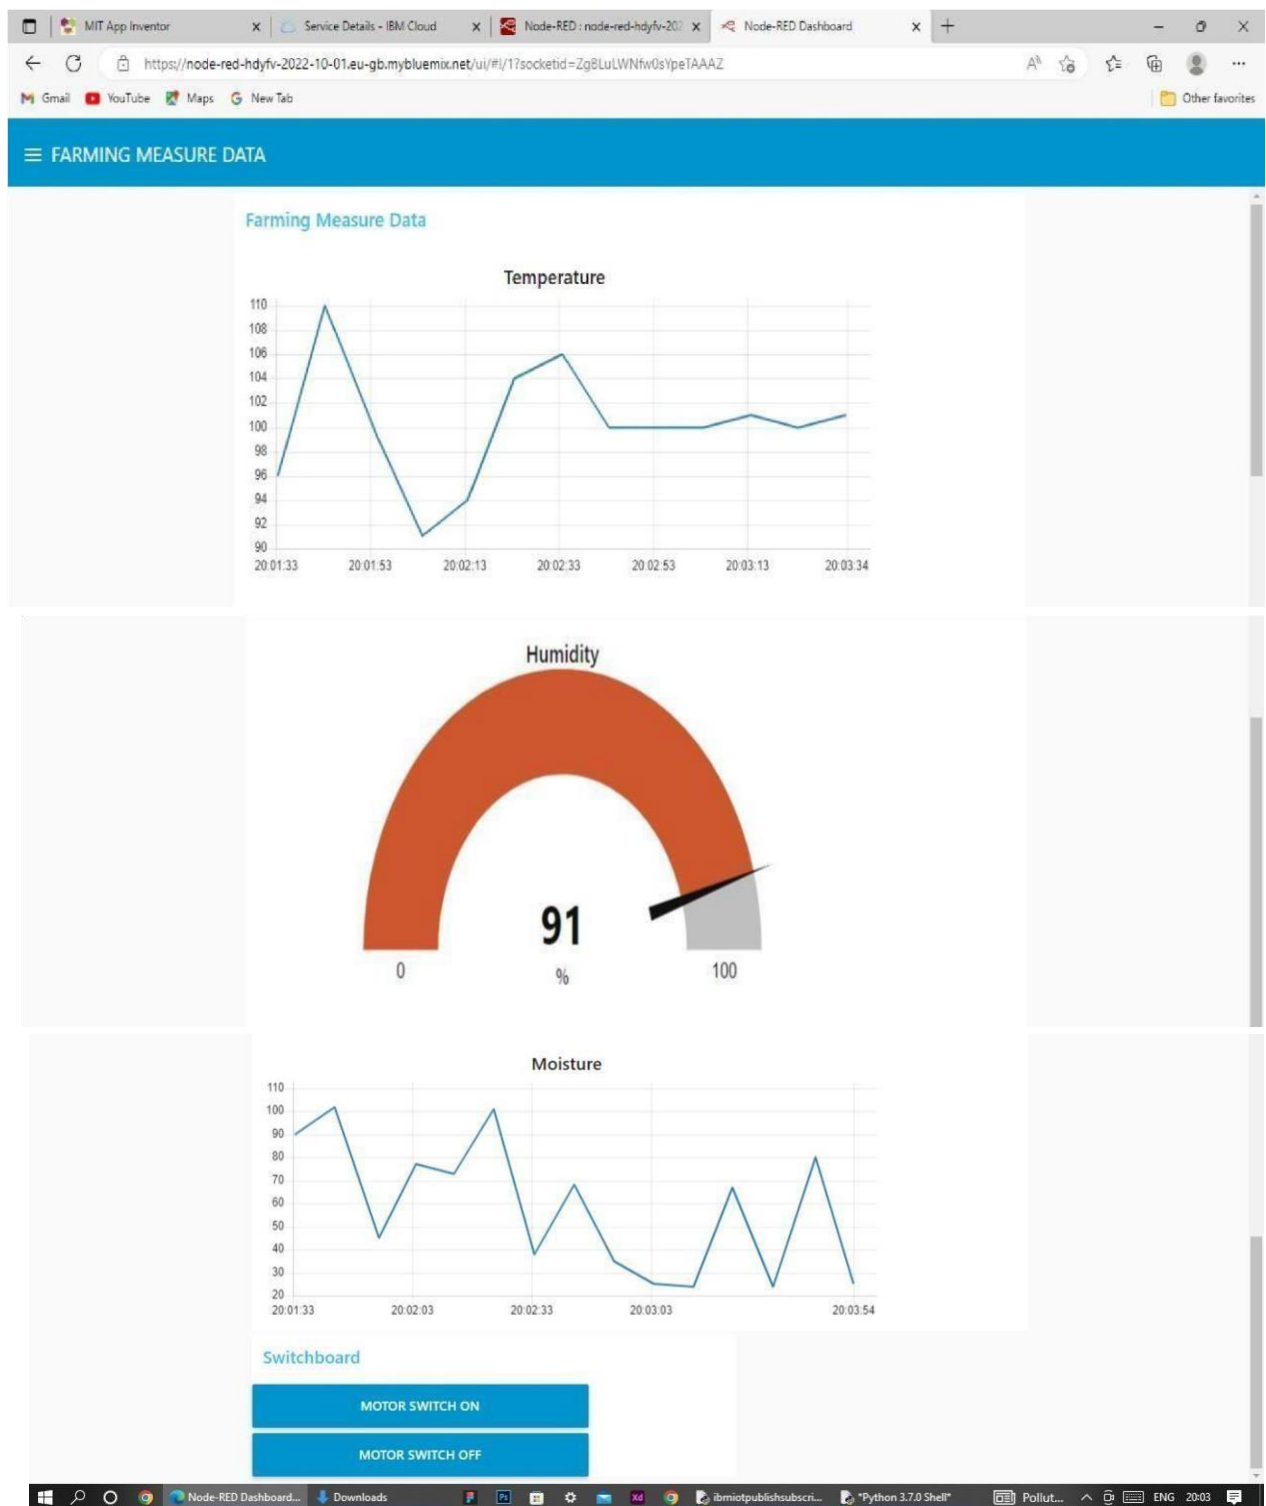 MIT App Inventor
Service Details - IBM Cloud
Node-RED : node-red-hdyfv-202
Node-RED Dashboard
https://node-red-hdyfv-2022-10-01.eu-gb.mybluemix.net/ui/#!/1?socketid=Zg8LuLWNfw0sYpeTAAAZ
Gmail YouTube Maps New Tab Other favorites
FARMING MEASURE DATA
Farming Measure Data
Temperature
110
108
106
104
102
100
98
96
94
92
90
20:01:33 20:01:53 20:02:13 20:02:33 20:02:53 20:03:13 20:03:34
Humidity
91
0 % 100
Moisture
110
100
90
80
70
60
50
40
30
20
20:01:33 20:02:03 20:02:33 20:03:03 20:03:54
Switchboard
MOTOR SWITCH ON
MOTOR SWITCH OFF
Node-RED Dashboard... Downloads Ps Xd ibmiotpublishsubscri... *Python 3.7.0 Shell* Pollut... ENG 20:03